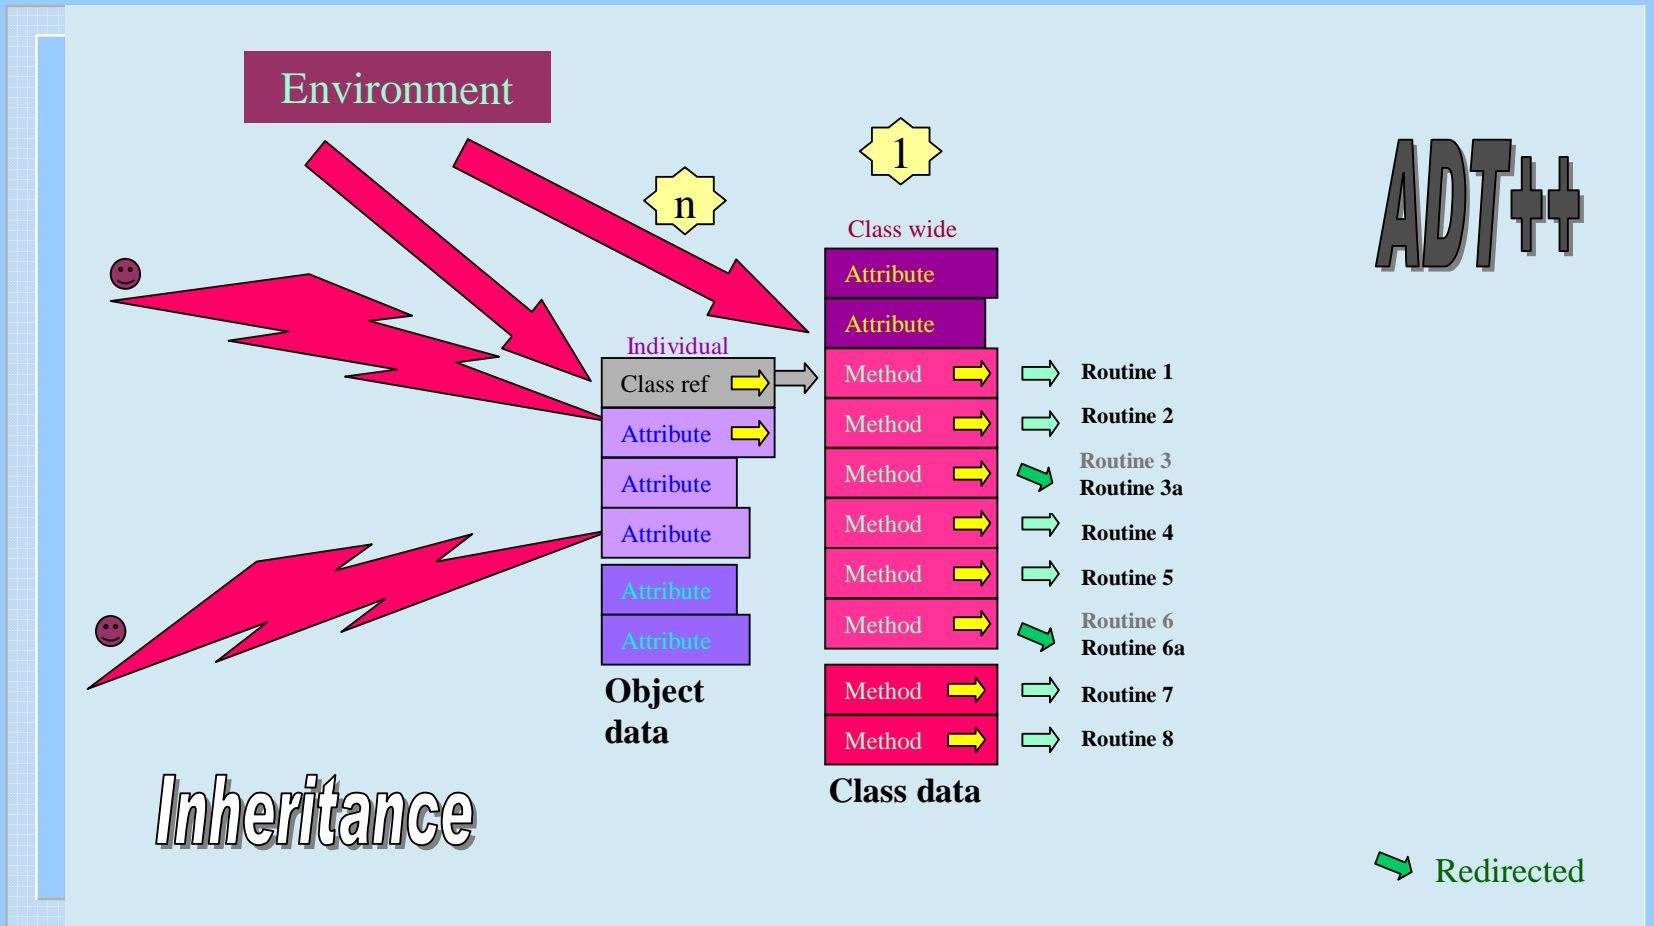 Environment
1
ADT++
n
Class wide
Attribute
Attribute
Individual
Class ref
Attribute
Attribute
Attribute
Attribute
Attribute
Object
data
Method
Method
Method
Method
Method
Method
Method
Method
Class data
Routine 1
Routine 2
Routine 3
Routine 3a
Routine 4
Routine 5
Routine 6
Routine 6a
Routine 7
Routine 8
Inheritance
Redirected